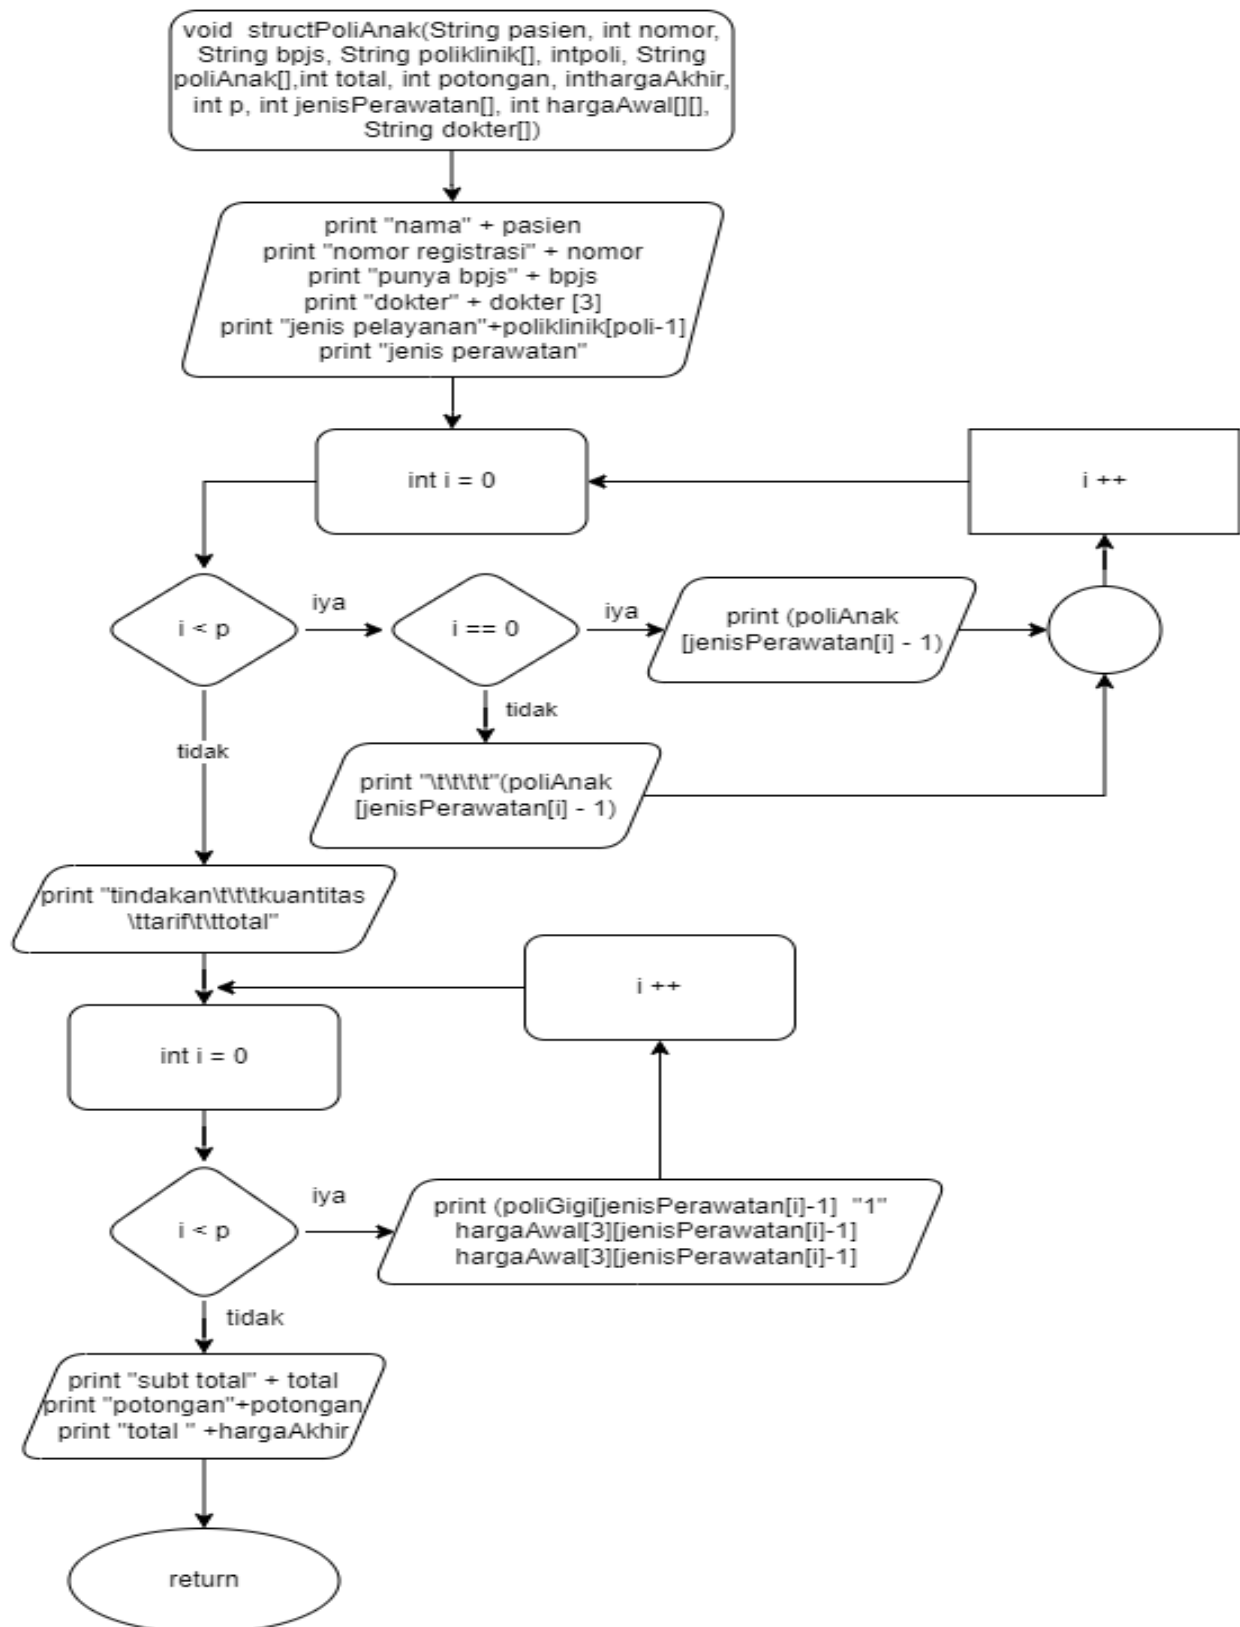 void  structPoliAnak(String pasien, int nomor,
String bpjs, String poliklinik[], intpoli, String
poliAnak[],int total, int potongan, inthargaAkhir,
int p, int jenisPerawatan[], int hargaAwal[][],
String dokter[])
print "nama" + pasien
print "nomor registrasi" + nomor
print "punya bpjs" + bpjs
print "dokter" + dokter [3]
print "jenis pelayanan"+poliklinik[poli-1]
print "jenis perawatan"
int i = 0
i ++
i < p
iya
i == 0
iya
print (poliAnak
[jenisPerawatan[i] - 1)
tidak
tidak
print "\t\t\t\t"(poliAnak
[jenisPerawatan[i] - 1)
print "tindakan\t\t\tkuantitas
\ttarif\t\ttotal"
i ++
int i = 0
i < p
iya
print (poliGigi[jenisPerawatan[i]-1]  "1"
hargaAwal[3][jenisPerawatan[i]-1]
hargaAwal[3][jenisPerawatan[i]-1]
tidak
print "subt total" + total
print "potongan"+potongan
print "total " +hargaAkhir
return